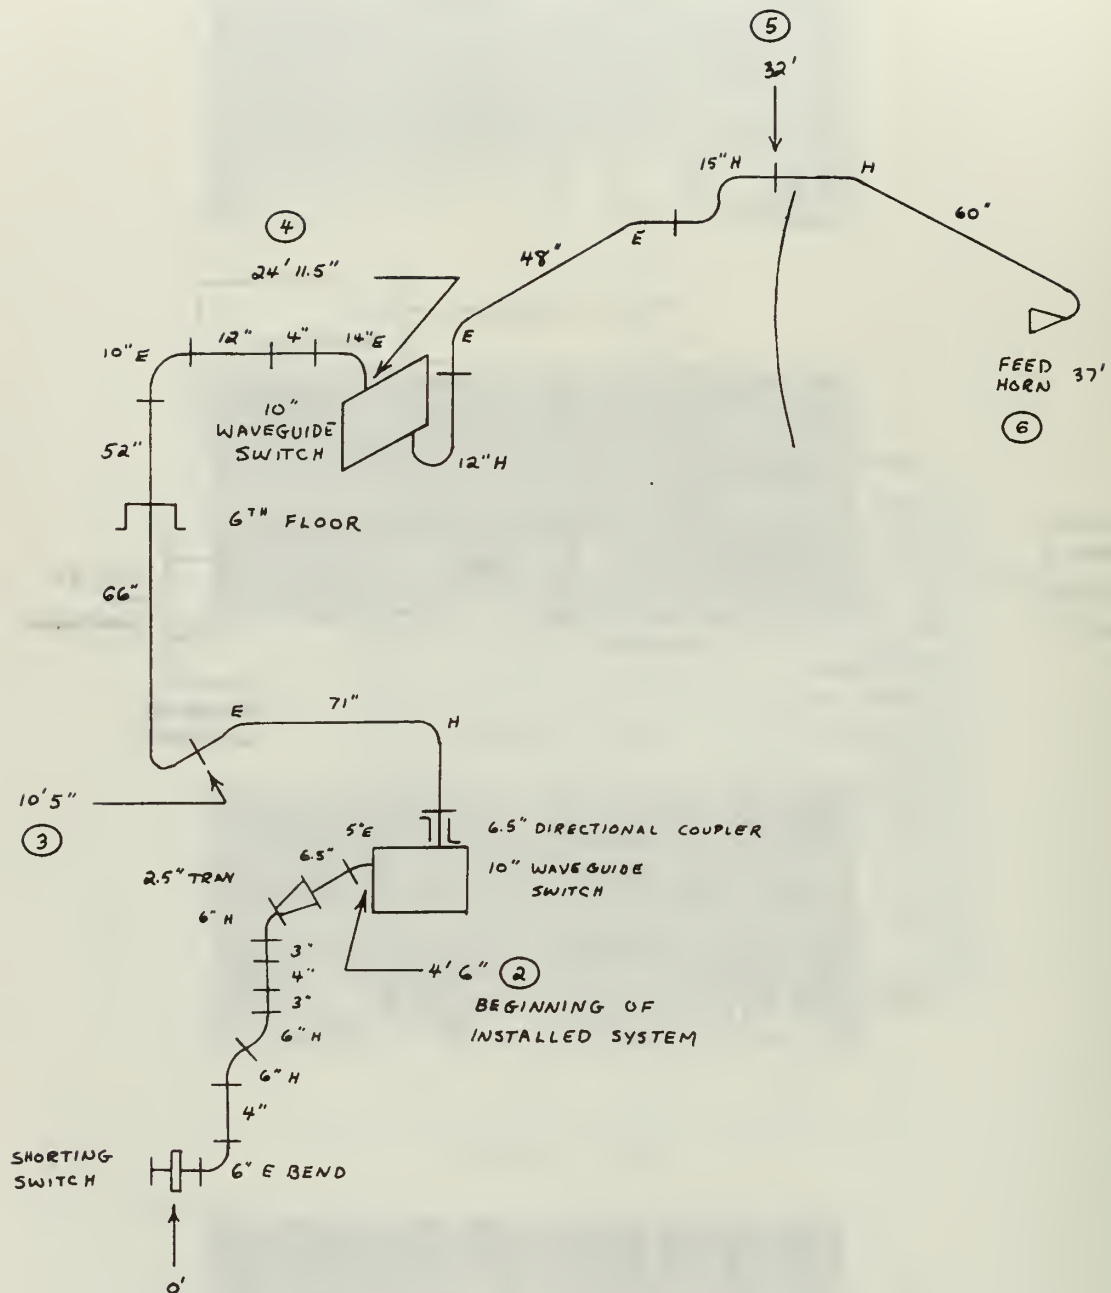 5
32'
15" H
H
60"
4
24' 11.5"
48"
E
10" E
12"
4"
14" E
E
FEED
HORN 37'
6
10"
WAVEGUIDE
SWITCH
52"
12" H
6TH FLOOR
66"
71"
E
H
10' 5"
3
6.5" DIRECTIONAL COUPLER
5" E
6.5"
10" WAVEGUIDE
SWITCH
2.5" TRAN
6" H
3"
4"
3"
4' 6" 2
BEGINNING OF
INSTALLED SYSTEM
6" H
6" H
4"
SHORTING
SWITCH
6" E BEND
0'